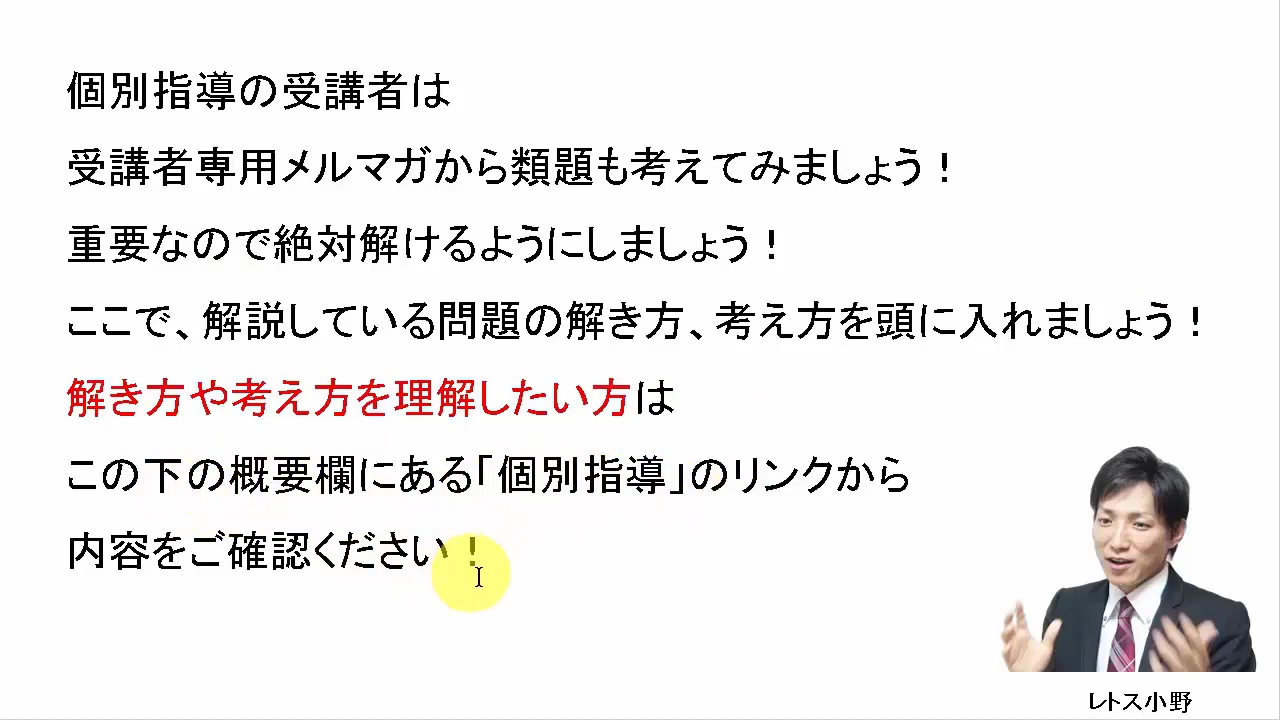 個別指導の受講者は
受講者専用メルマガから類題も考えてみましょう！
重要なので絶対解けるようにしましょう！
ここで、解説している問題の解き方、考え方を頭に入れましょう！
解き方や考え方を理解したい方は
この下の概要欄にある「個別指導」のリンクから
内容をご確認ください！
レトス小野